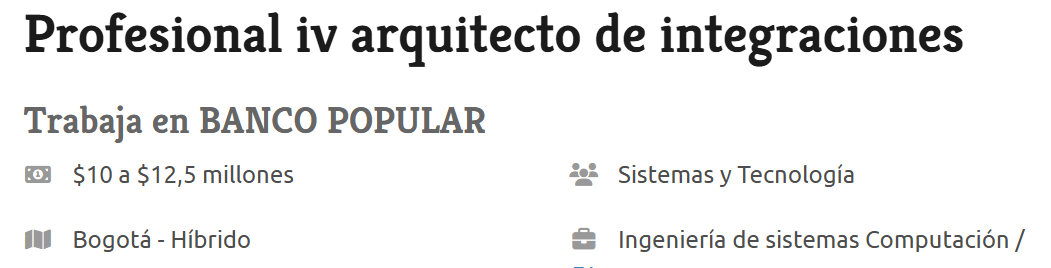 Profesional iv arquitecto de integraciones
Trabaja en BANCO POPULAR
$10 a $12,5 millones
Sistemas y Tecnología
Bogotá - Híbrido
Ingeniería de sistemas Computación /